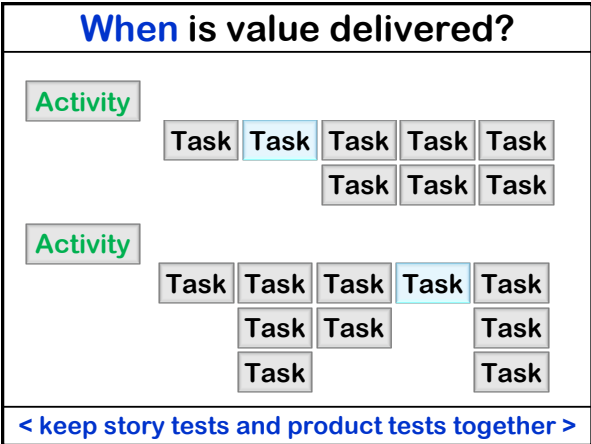 When is value delivered?
Activity
Task Task Task Task Task
Task Task Task
Activity
Task Task Task Task Task
Task Task Task
Task Task
< keep story tests and product tests together >